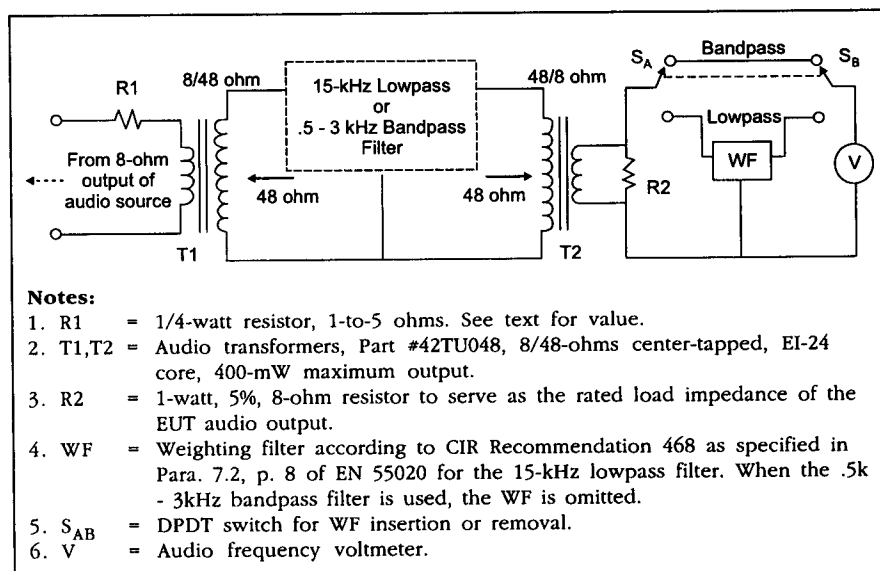 R1
8/48 ohm
15-kHz Lowpass
or
.5 - 3 kHz Bandpass
Filter
48/8 ohm
S_A
Bandpass
S_B
Lowpass
WF
V
From 8-ohm
output of
audio source
48 ohm
48 ohm
R2
T1
T2
Notes:
1. R1 = 1/4-watt resistor, 1-to-5 ohms. See text for value.
2. T1,T2 = Audio transformers, Part #42TU048, 8/48-ohms center-tapped, EI-24
core, 400-mW maximum output.
3. R2 = 1-watt, 5%, 8-ohm resistor to serve as the rated load impedance of the
EUT audio output.
4. WF = Weighting filter according to CIR Recommendation 468 as specified in
Para. 7.2, p. 8 of EN 55020 for the 15-kHz lowpass filter. When the .5k
- 3kHz bandpass filter is used, the WF is omitted.
5. S_AB = DPDT switch for WF insertion or removal.
6. V = Audio frequency voltmeter.